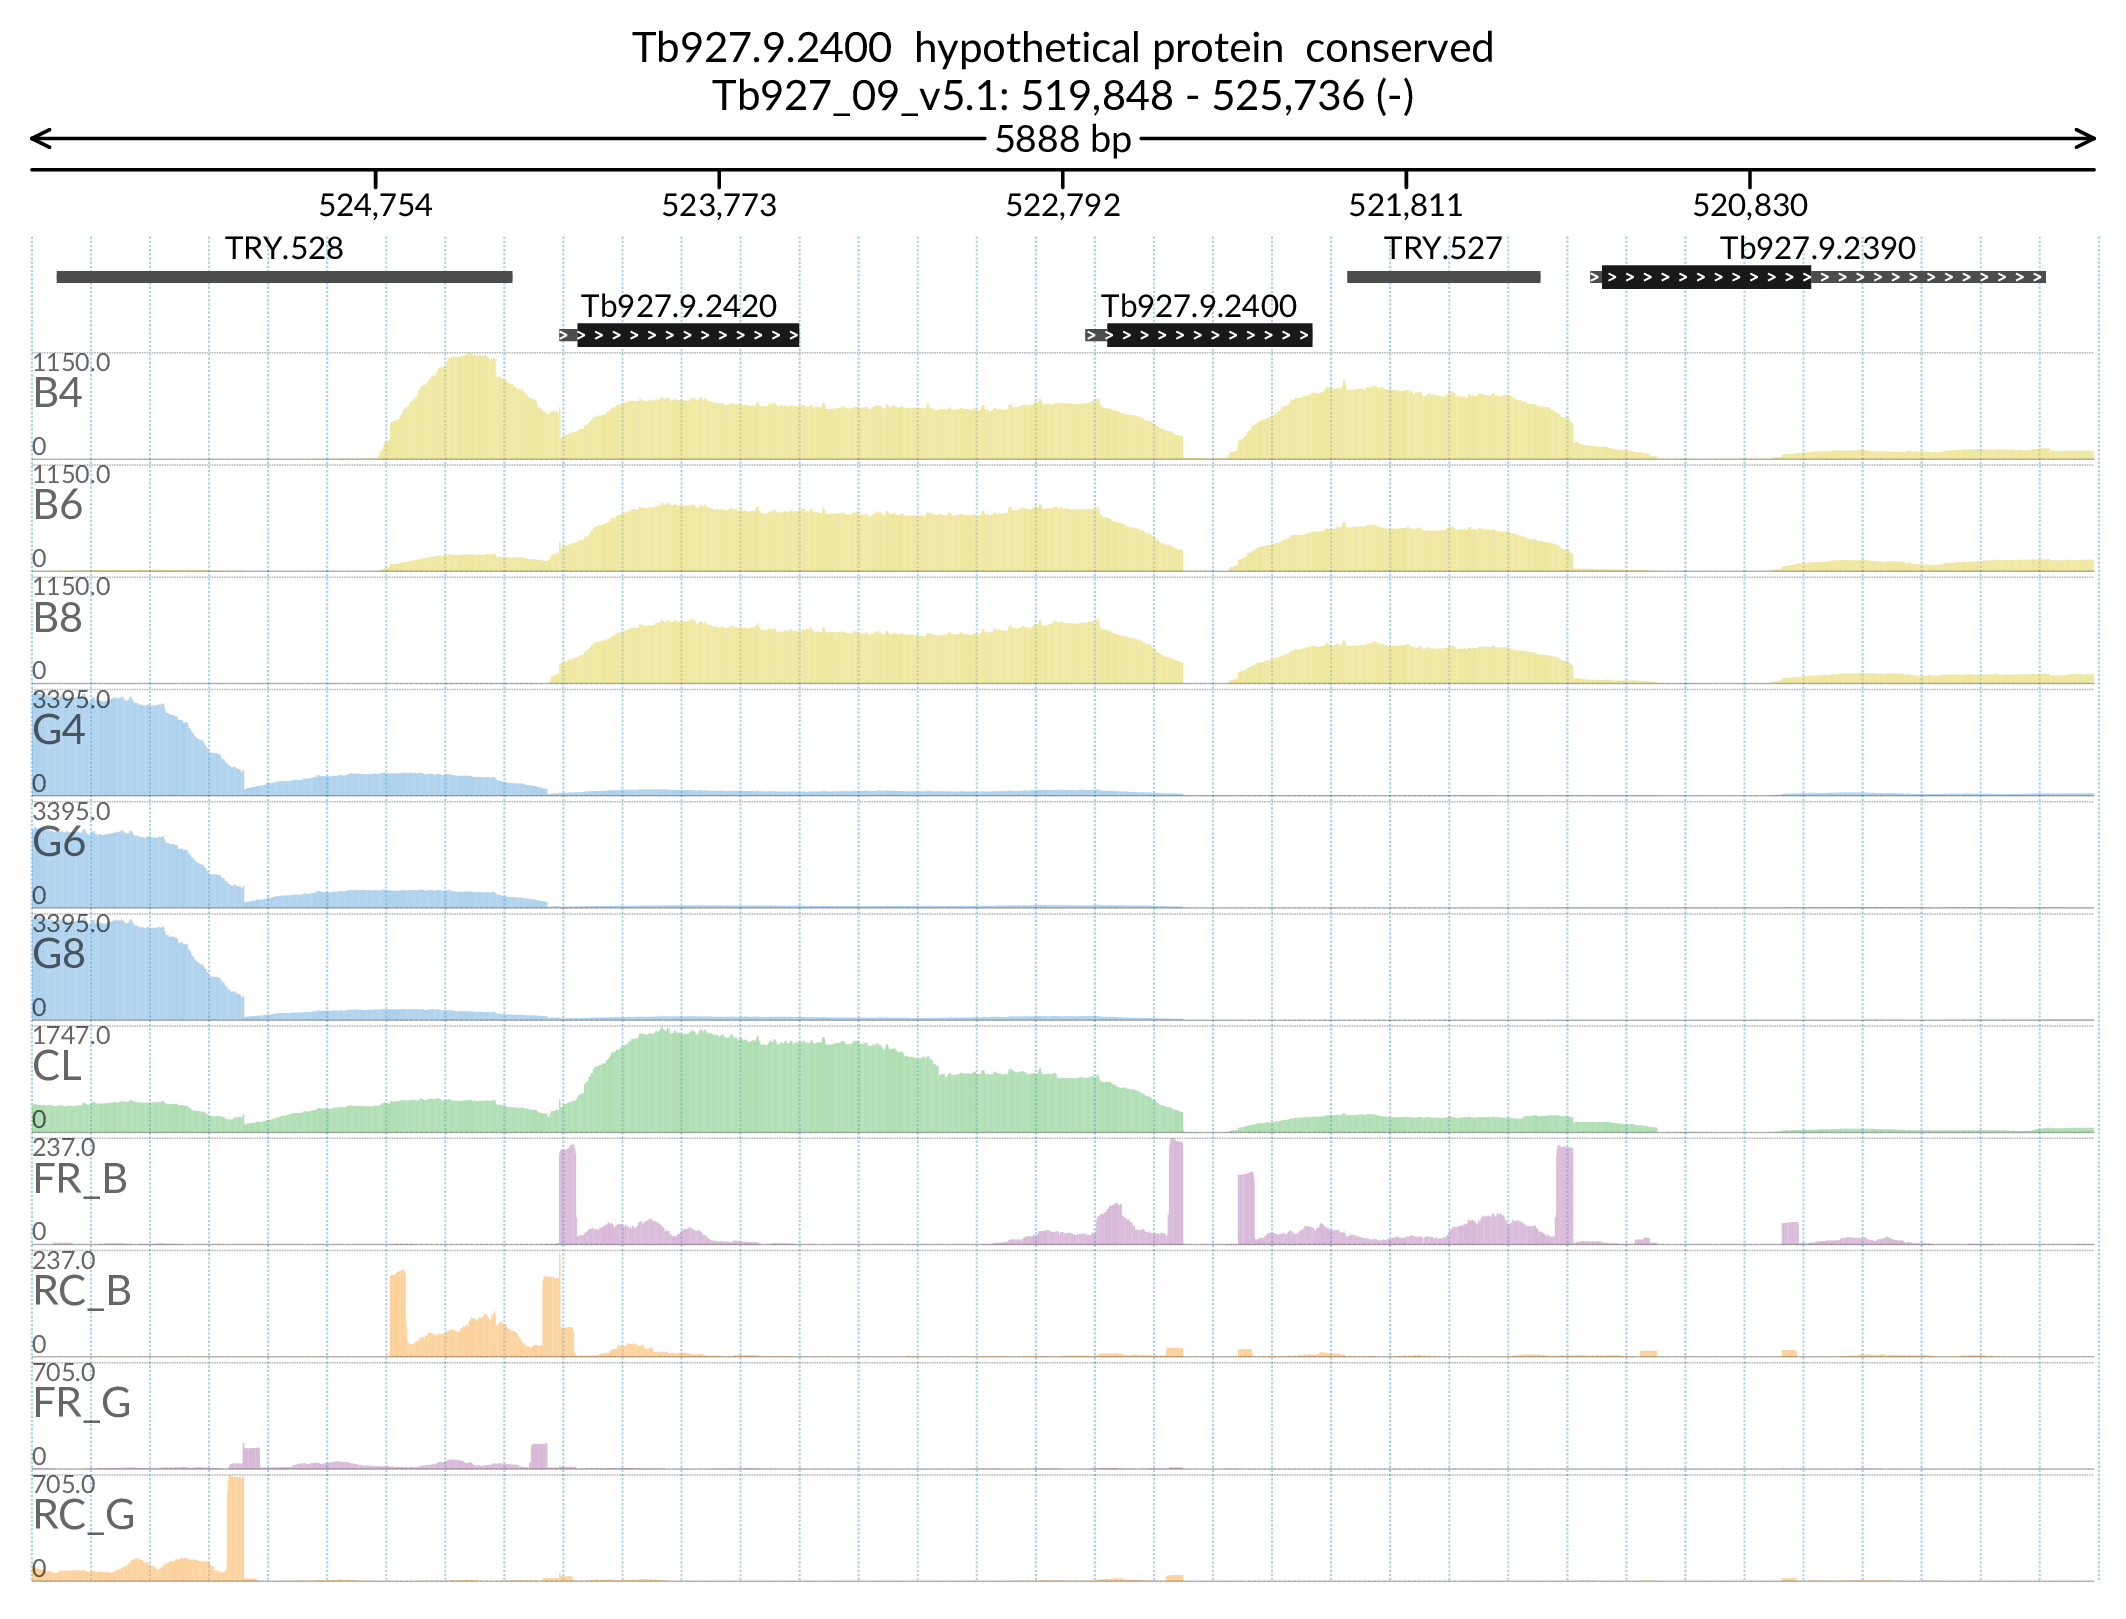 Tb927.9.2400  hypothetical protein  conserved
Tb927_09_v5.1: 519,848 - 525,736 (-)
5888 bp
524,754 523,773 522,792 521,811 520,830
TRY.528 TRY.527 Tb927.9.2390
Tb927.9.2420 Tb927.9.2400
1150.0
B4
0
1150.0
B6
0
1150.0
B8
0
3395.0
G4
0
3395.0
G6
0
3395.0
G8
0
1747.0
CL
0
237.0
FR_B
0
237.0
RC_B
0
705.0
FR_G
0
705.0
RC_G
0